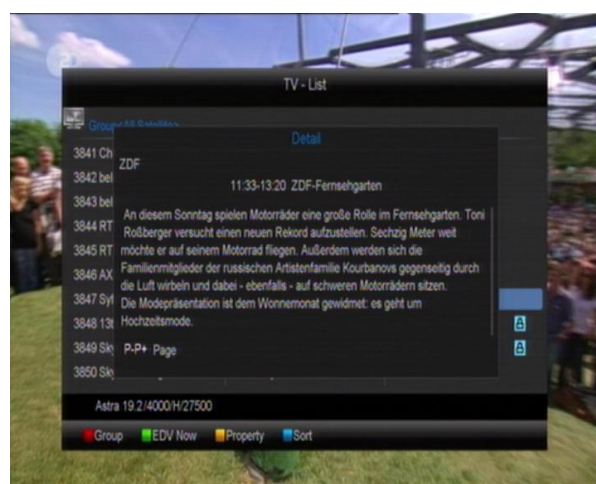 ZDF
TV - List
Group:All Satellites
Detail
3841 Ch
ZDF
3842 bel
11:33-13:20 ZDF-Fernsehgarten
3843 bel
An diesem Sonntag spielen Motorräder eine große Rolle im Fernsehgarten. Toni
3844 RT
Roßberger versucht einen neuen Rekord aufzustellen. Sechzig Meter weit
3845 RT
möchte er auf seinem Motorrad fliegen. Außerdem werden sich die
Familienmitglieder der russischen Artistenfamilie Kourbanovs gegenseitig durch
3846 AX
die Luft wirbeln und dabei - ebenfalls - auf schweren Motorrädern sitzen.
3847 Syf
Die Modepräsentation ist dem Wonnemonat gewidmet: es geht um
3848 13t
Hochzeitsmode.
3849 Sky
P-P+ Page
3850 Sky
Astra 19.2/4000/H/27500
Group EDV Now Property Sort